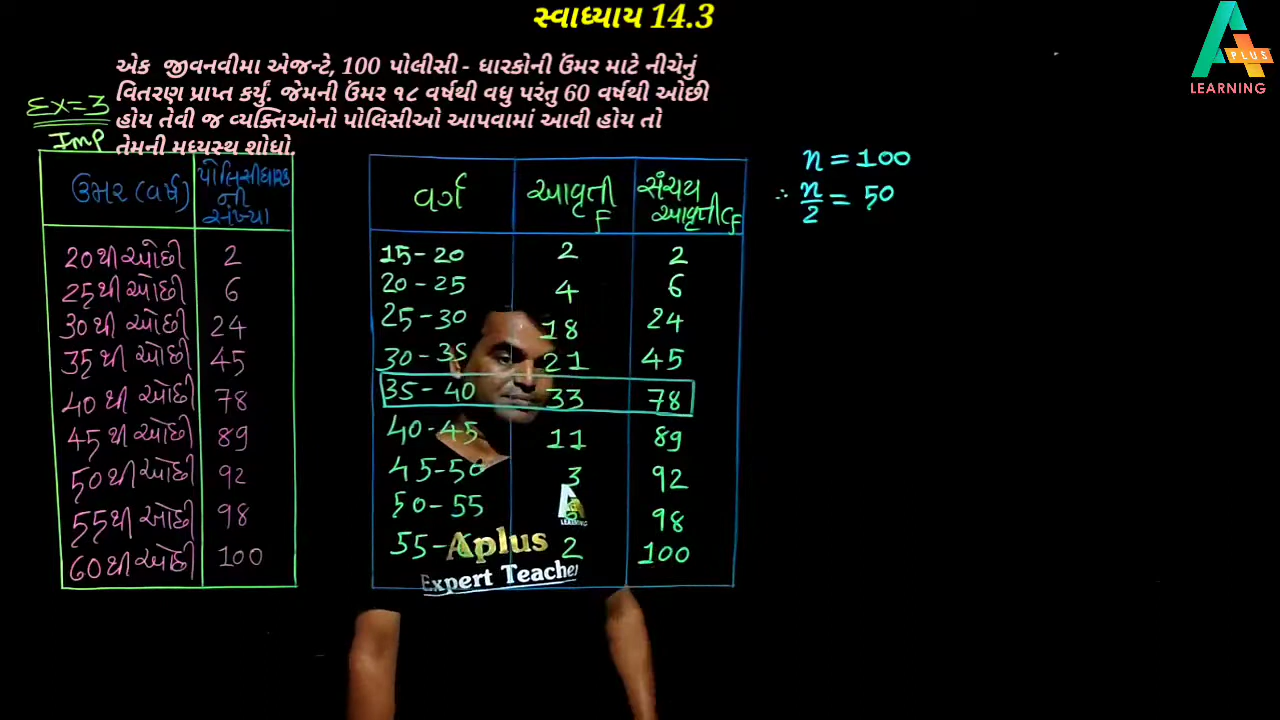 સ્વાધ્યાય 14.3
A PLUS
LEARNING
એક જીવનવીમા એજન્ટે, 100 પોલીસી - ધારકોની ઉંમર માટે નીચેનું
વિતરણ પ્રાપ્ત કર્યું. જેમની ઉંમર ૧૮ વર્ષથી વધુ પરંતુ 60 વર્ષથી ઓછી
હોય તેવી જ વ્યક્તિઓનો પોલિસીઓ આપવામાં આવી હોય તો
તેમની મધ્યસ્થ શોધો.
Ex=3
Imp
ઉંમર (વર્ષ) પોલિસીધારકની સંખ્યા
20થી ઓછી 2
25થી ઓછી 6
30થી ઓછી 24
35થી ઓછી 45
40થી ઓછી 78
45થી ઓછી 89
50થી ઓછી 92
55થી ઓછી 98
60થી ઓછી 100
વર્ગ આવૃતી F સંચય આવૃતી CF
15-20 2 2
20-25 4 6
25-30 18 24
30-35 21 45
35-40 33 78
40-45 11 89
45-50 3 92
50-55 98
55- 2 100
n = 100
∴ n/2 = 50
A LEARNING
Aplus
Expert Teacher